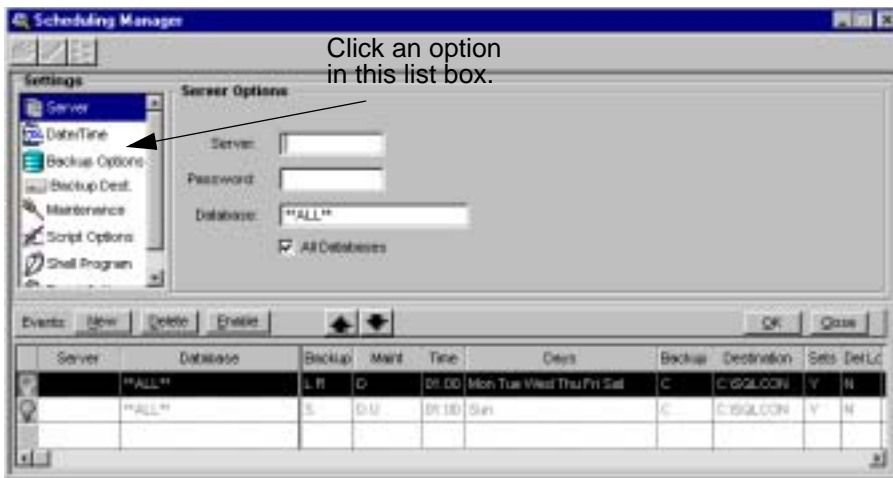 Scheduling Manager
Click an option
in this list box.
Settings
Server
Date/Time
Backup Options
Backup Dest.
Maintenance
Script Options
Shell Program
Server Options
Server:
Password:
Database: **ALL**
All Databases
Events: New Delete Enable OK Close
Server Database Backup Maint Time Days Backup Destination Sets Del Lo
**ALL** L R D 01:00 Mon Tue Wed Thu Fri Sat C C:\SQLCON Y N
**ALL** S D U 01:00 Sun C C:\SQLCON Y N